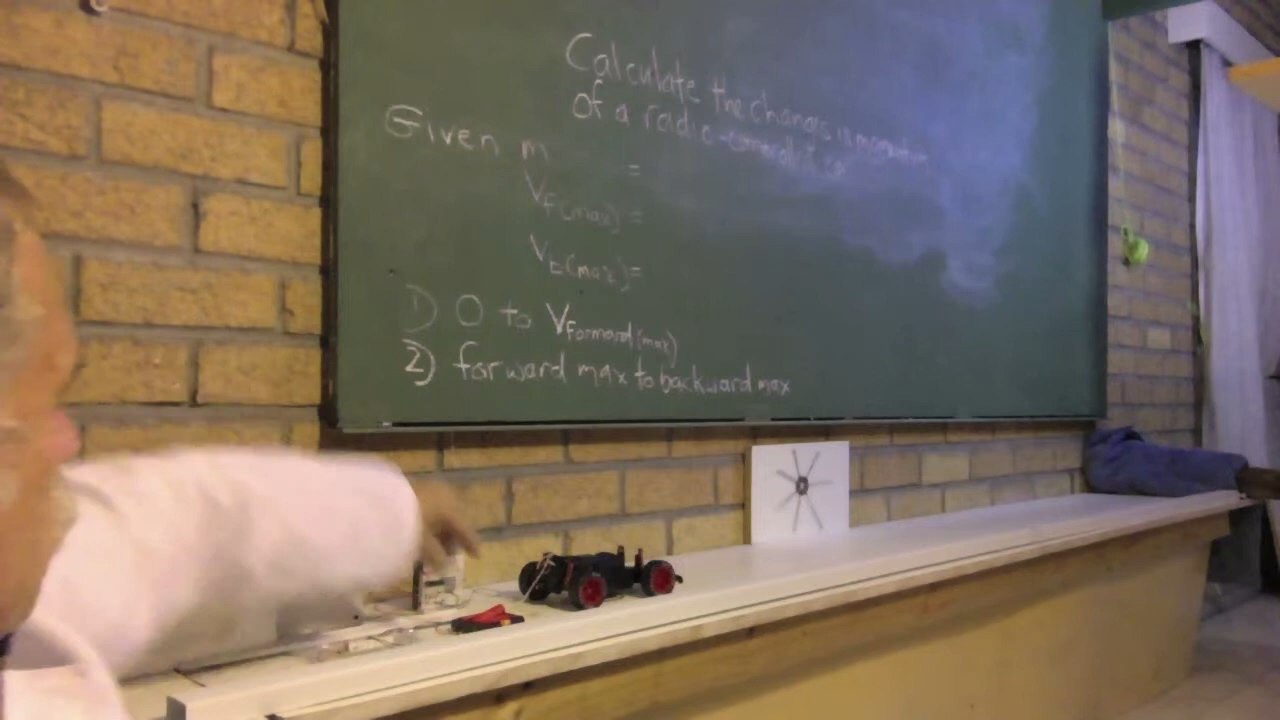 Calculate the change in momentum
of a radio-controlled car
Given m =
Vf(max) =
Vb(max) =
1) 0 to Vforward(max)
2) forward max to backward max